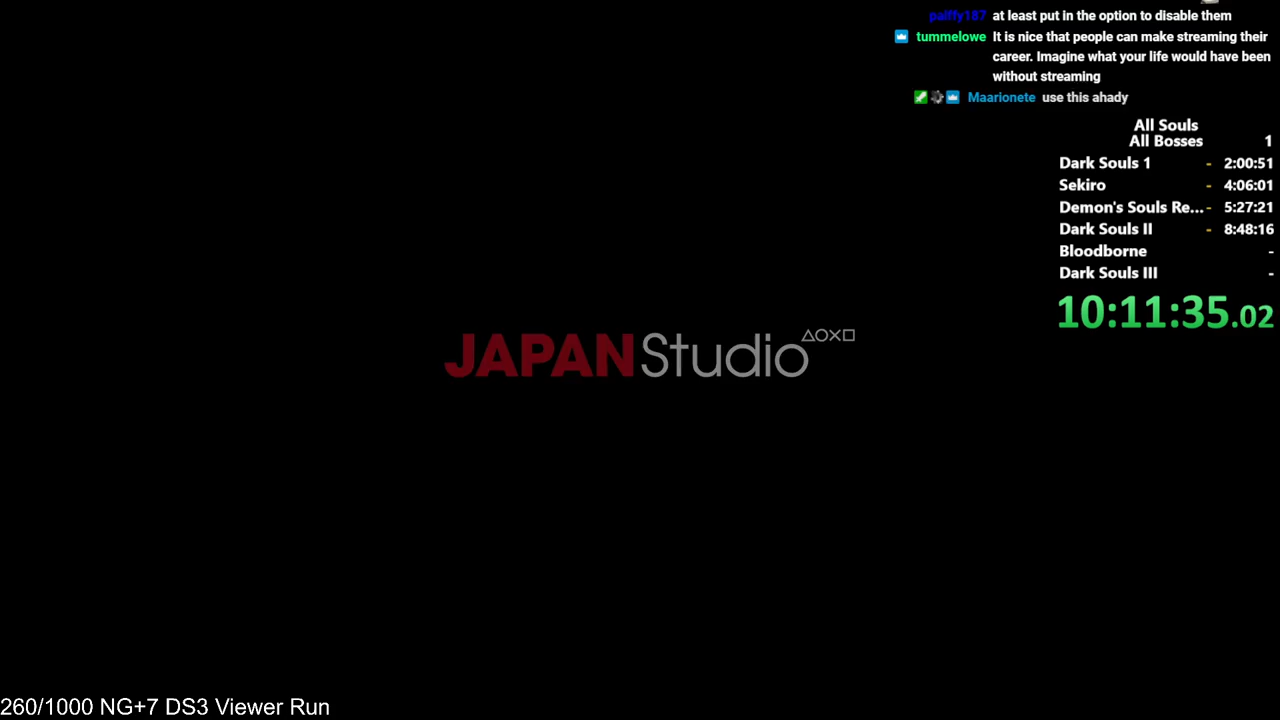 paiffy187 at least put in the option to disable them
tummelowe It is nice that people can make streaming their
career. Imagine what your life would have been
without streaming
Maarionete use this ahady
All Souls
All Bosses 1
Dark Souls 1 - 2:00:51
Sekiro - 4:06:01
Demon's Souls Re... - 5:27:21
Dark Souls II - 8:48:16
Bloodborne -
Dark Souls III -
10:11:35.02
JAPAN Studio
260/1000 NG+7 DS3 Viewer Run